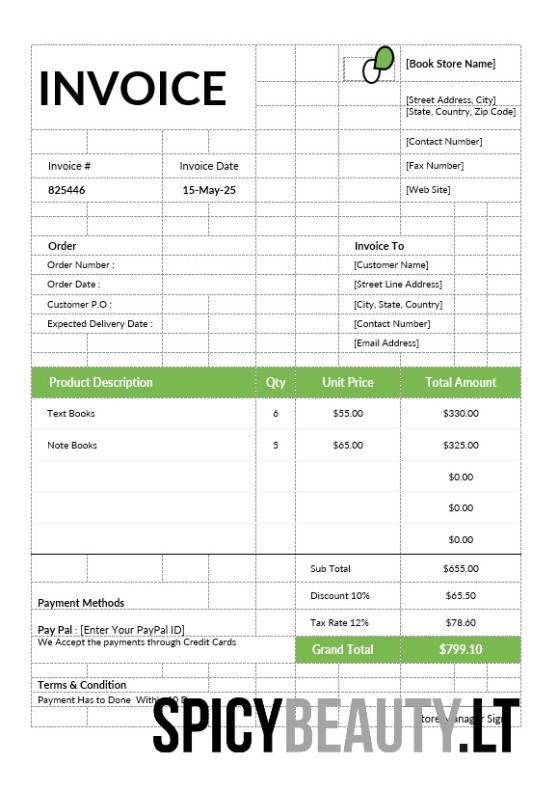 INVOICE
[Book Store Name]
[Street Address, City]
[State, Country, Zip Code]
[Contact Number]
Invoice # Invoice Date [Fax Number]
825446 15-May-25 [Web Site]
Order Invoice To
Order Number : [Customer Name]
Order Date : [Street Line Address]
Customer P.O : [City, State, Country]
Expected Delivery Date : [Contact Number]
[Email Address]
Product Description Qty Unit Price Total Amount
Text Books 6 $55.00 $330.00
Note Books 5 $65.00 $325.00
$0.00
$0.00
$0.00
Sub Total $655.00
Discount 10% $65.50
Payment Methods
Tax Rate 12% $78.60
Pay Pal : [Enter Your PayPal ID]
We Accept the payments through Credit Cards
Grand Total $799.10
Terms & Condition
Payment Has to Done
Manager
SPICYBEAUTY.LT